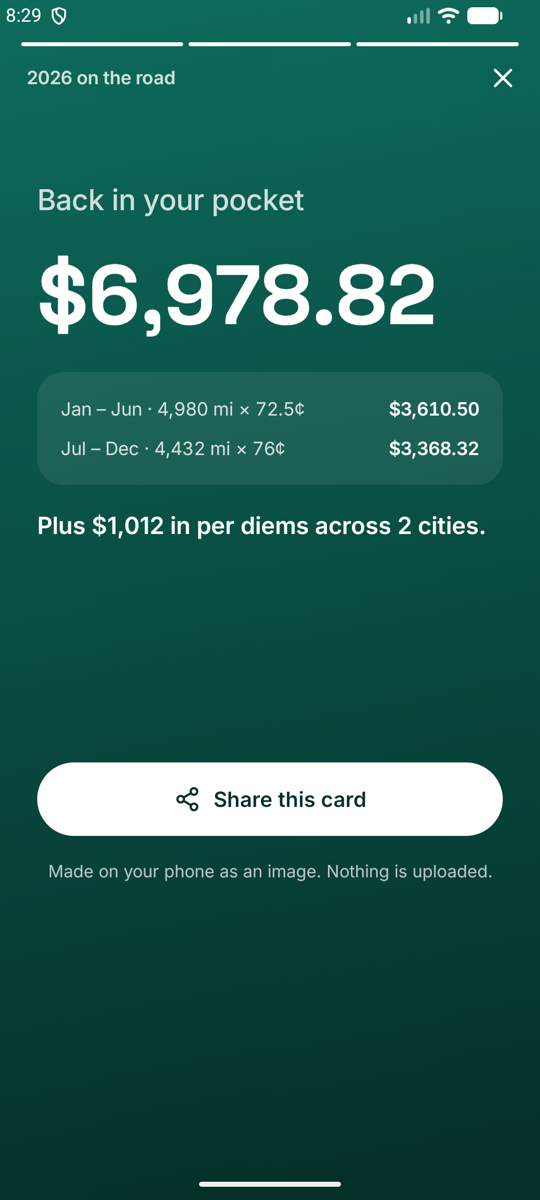 8:29
2026 on the road
Back in your pocket
$6,978.82
Jan – Jun · 4,980 mi × 72.5¢ $3,610.50
Jul – Dec · 4,432 mi × 76¢ $3,368.32
Plus $1,012 in per diems across 2 cities.
Share this card
Made on your phone as an image. Nothing is uploaded.